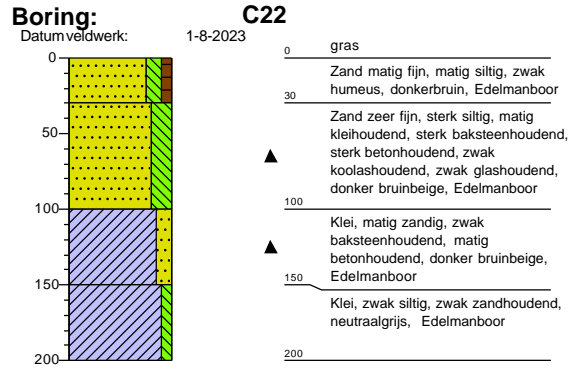 Boring: C22
Datum veldwerk: 1-8-2023
0
50
100
150
200
0 gras
Zand matig fijn, matig siltig, zwak
humeus, donkerbruin, Edelmanboor
30
Zand zeer fijn, sterk siltig, matig
kleihoudend, sterk baksteenhoudend,
sterk betonhoudend, zwak
koolashoudend, zwak glashoudend,
donker bruinbeige, Edelmanboor
100
Klei, matig zandig, zwak
baksteenhoudend, matig
betonhoudend, donker bruinbeige,
Edelmanboor
150
Klei, zwak siltig, zwak zandhoudend,
neutraalgrijs, Edelmanboor
200